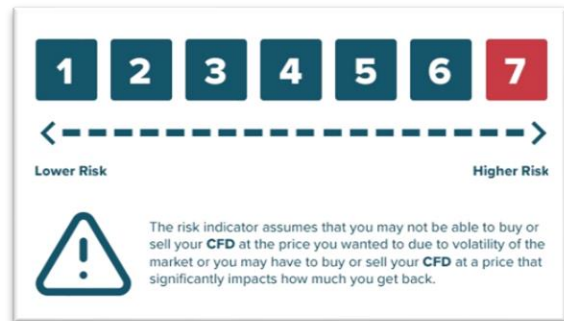 1 2 3 4 5 6 7
Lower Risk Higher Risk
The risk indicator assumes that you may not be able to buy or
sell your CFD at the price you wanted to due to volatility of the
market or you may have to buy or sell your CFD at a price that
significantly impacts how much you get back.